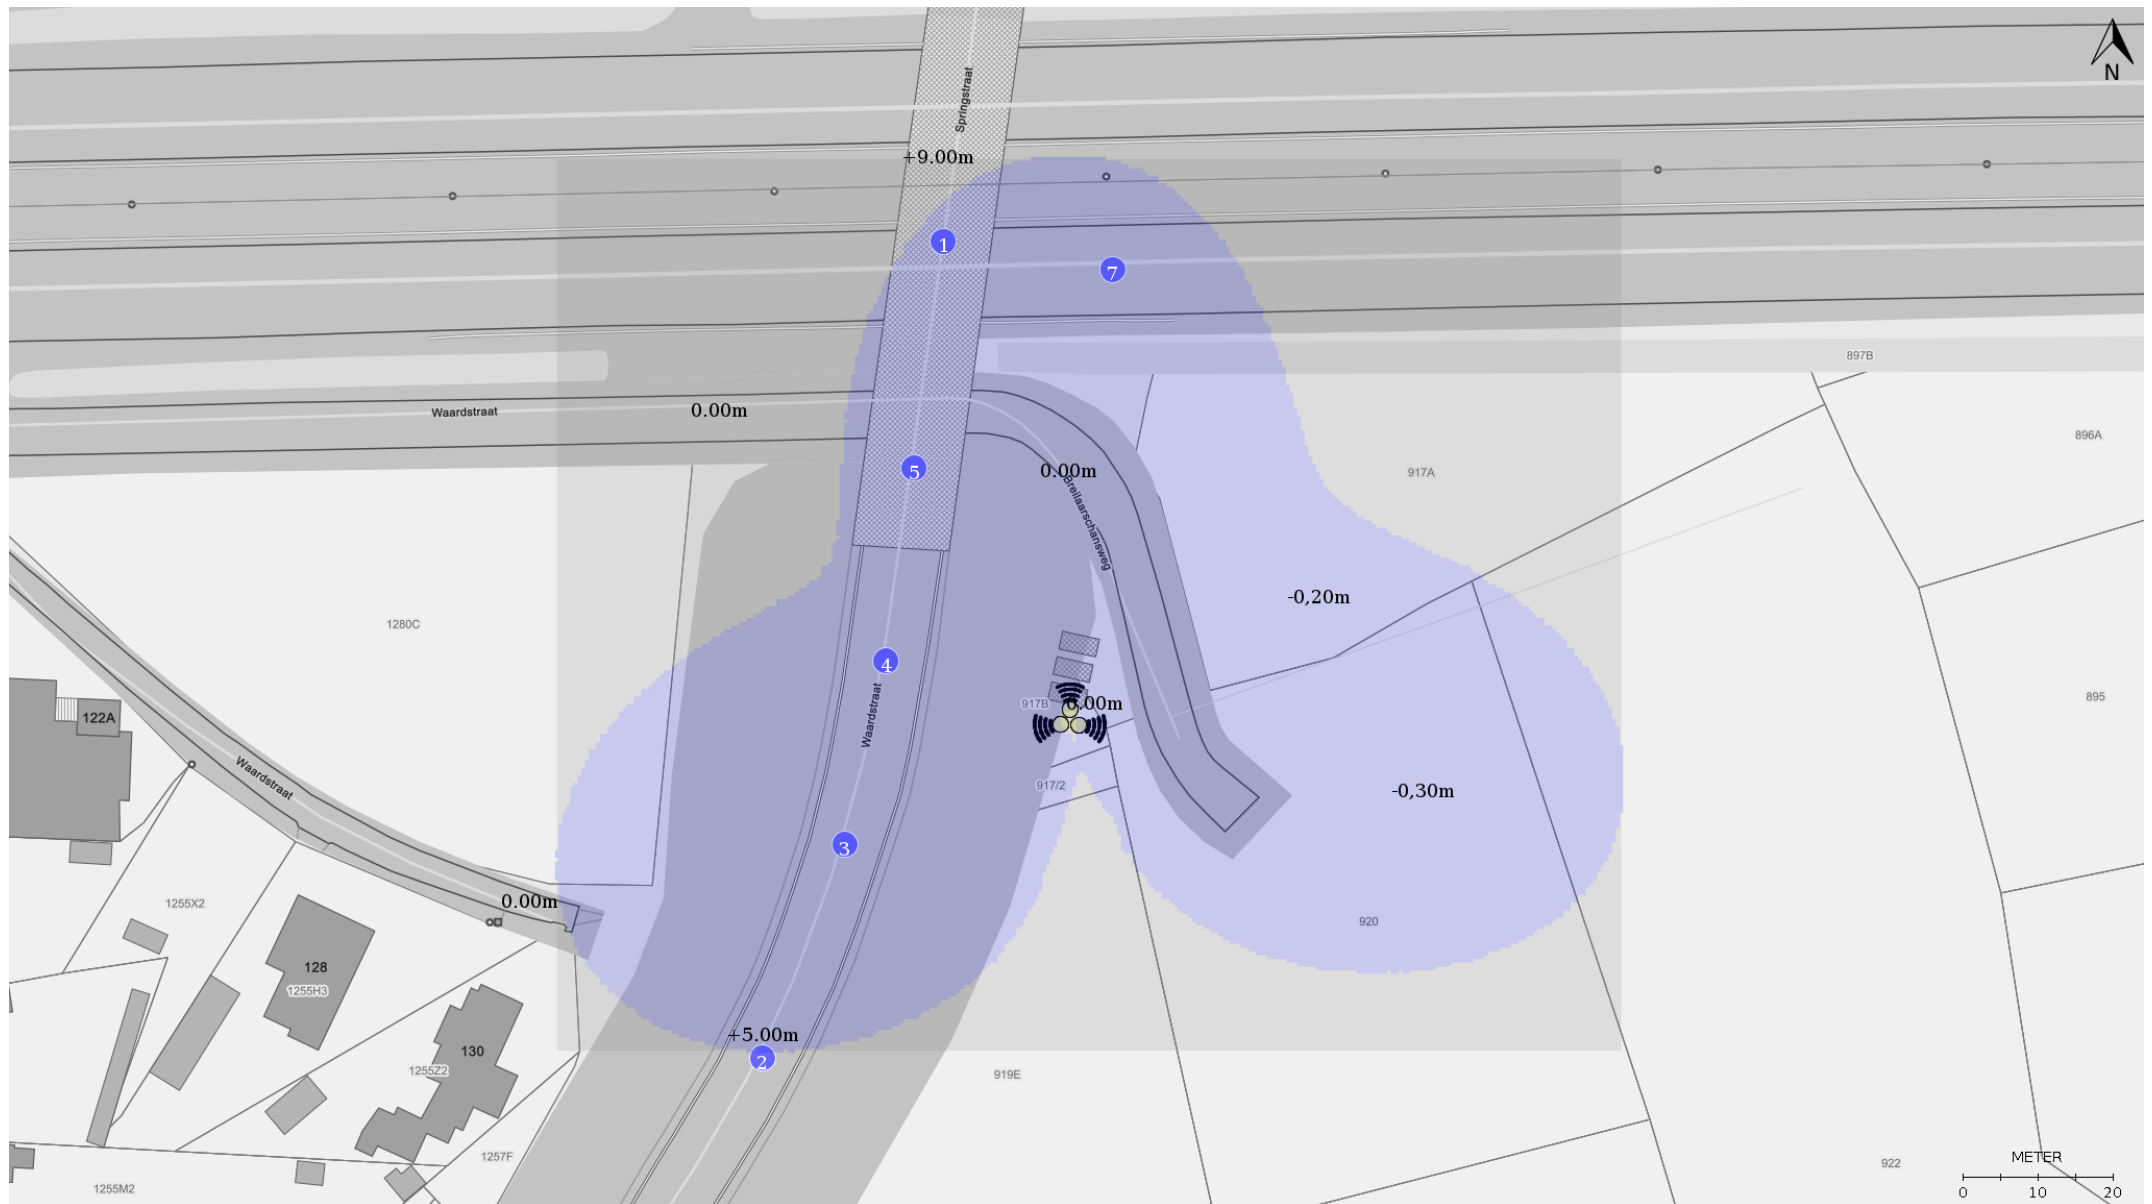 N
Springstraat
+9.00m
1
7
897B
Waardstraat
0.00m
896A
5
0.00m
917A
Breilaarschansweg
-0,20m
1280C
4
895
917B
0.00m
122A
Waardstraat
Waardstraat
917/2
-0,30m
3
0.00m
1255X2
920
128
1255H3
+5.00m
2
130
1255Z2
919E
1257F
METER
922
1255M2
0 10 20